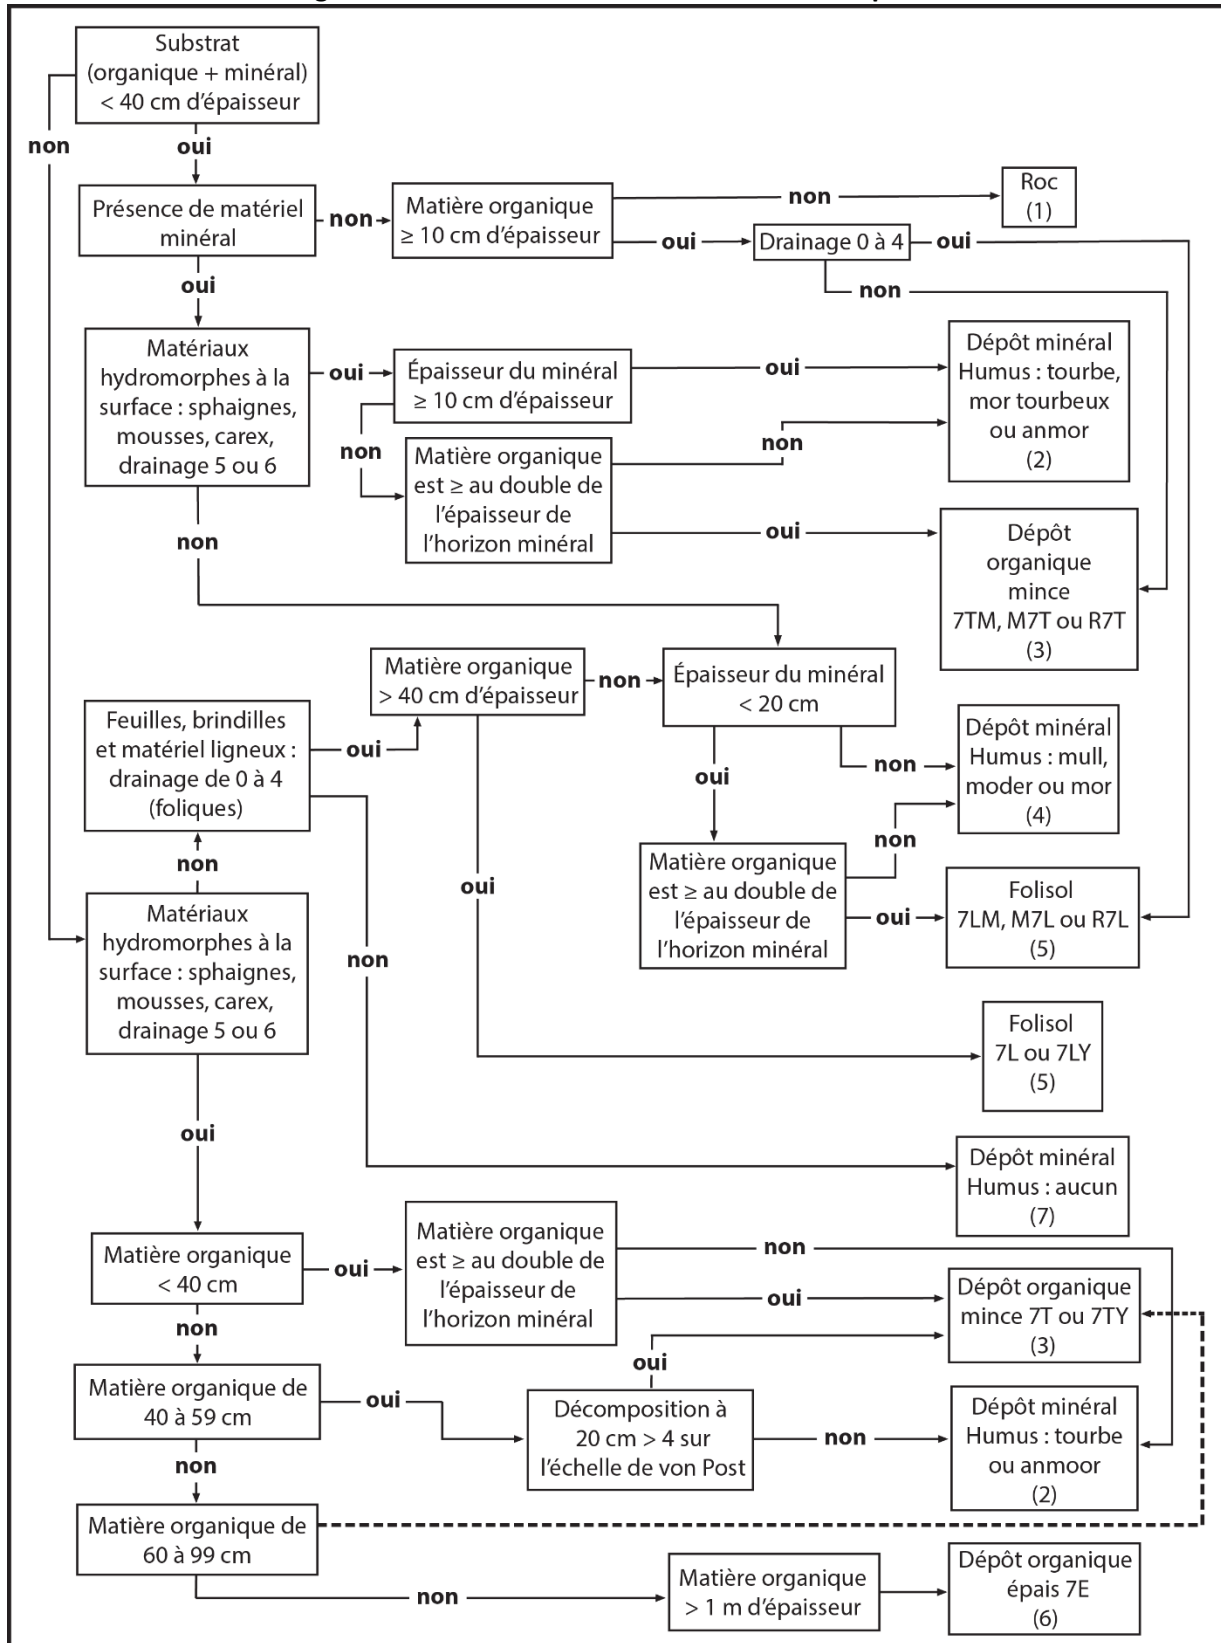 Substrat
(organique + minéral)
< 40 cm d'épaisseur
non
oui
Présence de matériel
minéral
non
Matière organique
≥ 10 cm d'épaisseur
non
Roc
(1)
oui
Drainage 0 à 4
oui
non
oui
Matériaux
hydromorphes à la
surface : sphaignes,
mousses, carex,
drainage 5 ou 6
oui
Épaisseur du minéral
≥ 10 cm d'épaisseur
oui
Dépôt minéral
Humus : tourbe,
mor tourbeux
ou anmor
(2)
non
Matière organique
est ≥ au double de
l'épaisseur de
l'horizon minéral
non
oui
Dépôt
organique
mince
7TM, M7T ou R7T
(3)
non
Matière organique
> 40 cm d'épaisseur
non
Épaisseur du minéral
< 20 cm
Feuilles, brindilles
et matériel ligneux :
drainage de 0 à 4
(foliques)
oui
non
Dépôt minéral
Humus : mull,
moder ou mor
(4)
oui
non
Matière organique
est ≥ au double de
l'épaisseur de
l'horizon minéral
oui
Folisol
7LM, M7L ou R7L
(5)
non
oui
Matériaux
hydromorphes à la
surface : sphaignes,
mousses, carex,
drainage 5 ou 6
non
Folisol
7L ou 7LY
(5)
oui
Dépôt minéral
Humus : aucun
(7)
Matière organique
< 40 cm
oui
Matière organique
est ≥ au double de
l'épaisseur de
l'horizon minéral
non
oui
Dépôt organique
mince 7T ou 7TY
(3)
non
oui
Matière organique de
40 à 59 cm
oui
Décomposition à
20 cm > 4 sur
l'échelle de von Post
non
Dépôt minéral
Humus : tourbe
ou anmoor
(2)
non
Matière organique de
60 à 99 cm
non
Matière organique
> 1 m d'épaisseur
Dépôt organique
épais 7E
(6)